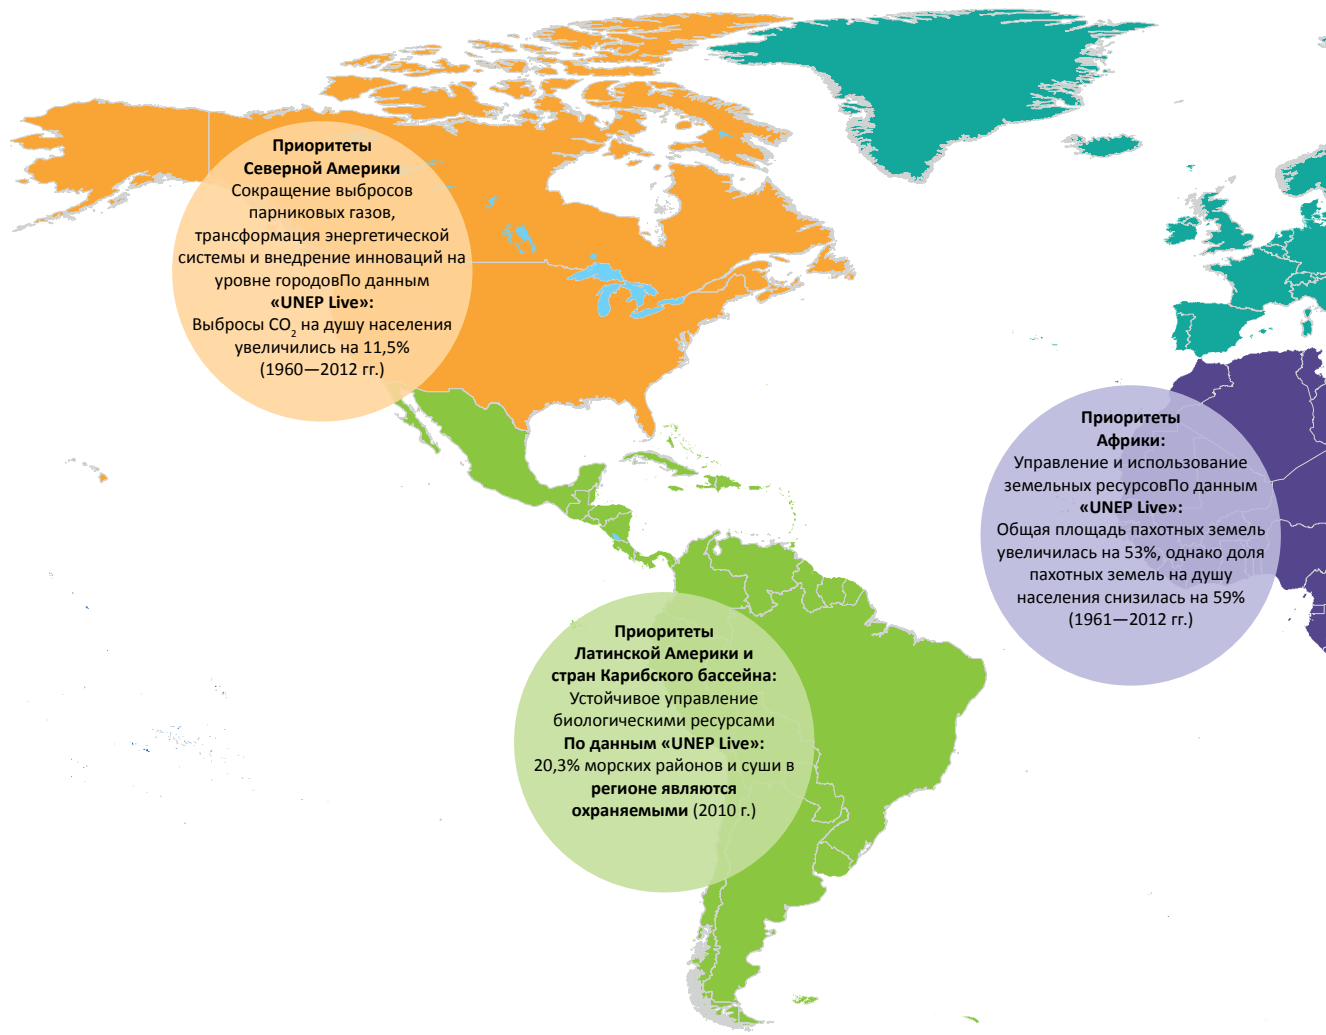 Приоритеты
Северной Америки
Сокращение выбросов
парниковых газов,
трансформация энергетической
системы и внедрение инноваций на
уровне городовПо данным
«UNEP Live»:
Выбросы CO2 на душу населения
увеличились на 11,5%
(1960—2012 гг.)
Приоритеты
Африки:
Управление и использование
земельных ресурсовПо данным
«UNEP Live»:
Общая площадь пахотных земель
увеличилась на 53%, однако доля
пахотных земель на душу
населения снизилась на 59%
(1961—2012 гг.)
Приоритеты
Латинской Америки и
стран Карибского бассейна:
Устойчивое управление
биологическими ресурсами
По данным «UNEP Live»:
20,3% морских районов и суши в
регионе являются
охраняемыми (2010 г.)